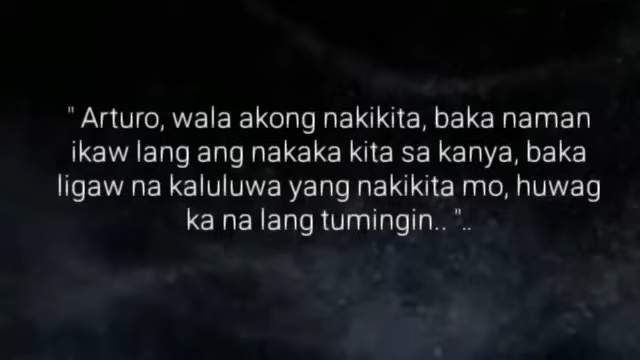 " Arturo, wala akong nakikita, baka naman
ikaw lang ang nakaka kita sa kanya, baka
ligaw na kaluluwa yang nakikita mo, huwag
ka na lang tumingin.. "..